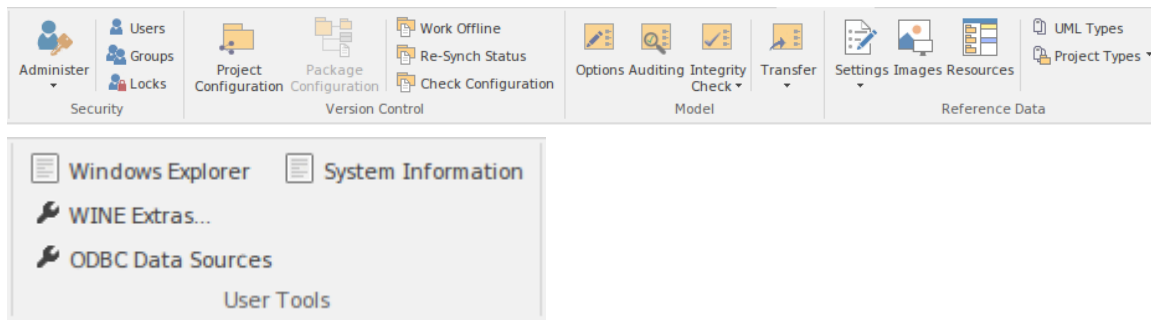 Administer
Users
Groups
Locks
Security
Project
Configuration
Package
Configuration
Work Offline
Re-Synch Status
Check Configuration
Version Control
Options
Auditing
Integrity
Check
Transfer
Model
Settings
Images
Resources
UML Types
Project Types
Reference Data
Windows Explorer
System Information
WINE Extras...
ODBC Data Sources
User Tools